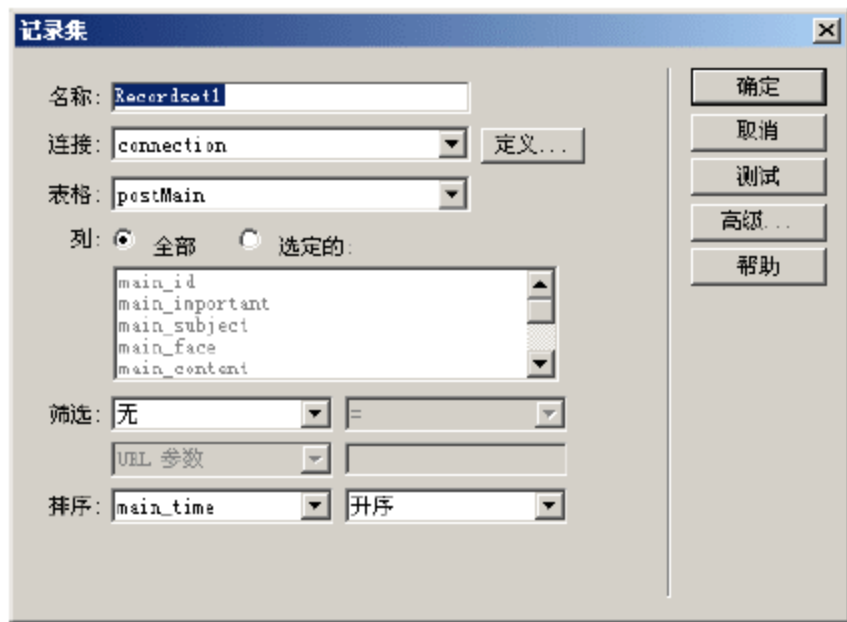 记录集
名称: Recordset1
确定
连接: connection 定义...
取消
表格: postMain
测试
列: 全部 选定的:
高级...
帮助
main_id
main_inportant
main_subject
main_face
main_content
筛选: 无 =
URL 参数
排序: main_time 升序